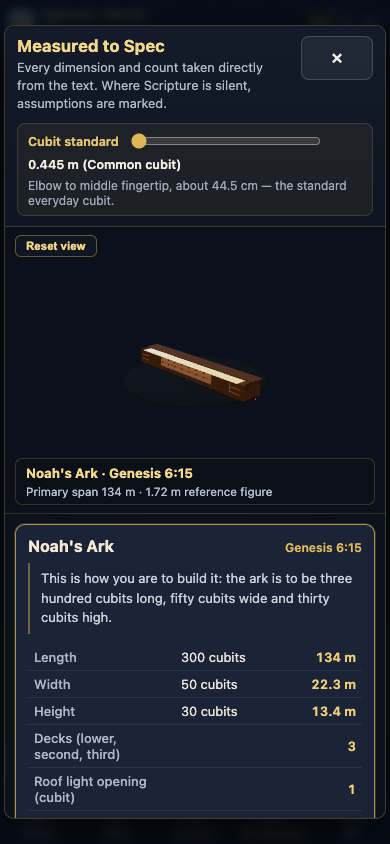 Measured to Spec
×
Every dimension and count taken directly
from the text. Where Scripture is silent,
assumptions are marked.
Cubit standard
0.445 m (Common cubit)
Elbow to middle fingertip, about 44.5 cm — the standard
everyday cubit.
Reset view
Noah's Ark · Genesis 6:15
Primary span 134 m · 1.72 m reference figure
Noah's Ark Genesis 6:15
This is how you are to build it: the ark is to be three
hundred cubits long, fifty cubits wide and thirty
cubits high.
Length 300 cubits 134 m
Width 50 cubits 22.3 m
Height 30 cubits 13.4 m
Decks (lower,
second, third) 3
Roof light opening
(cubit) 1